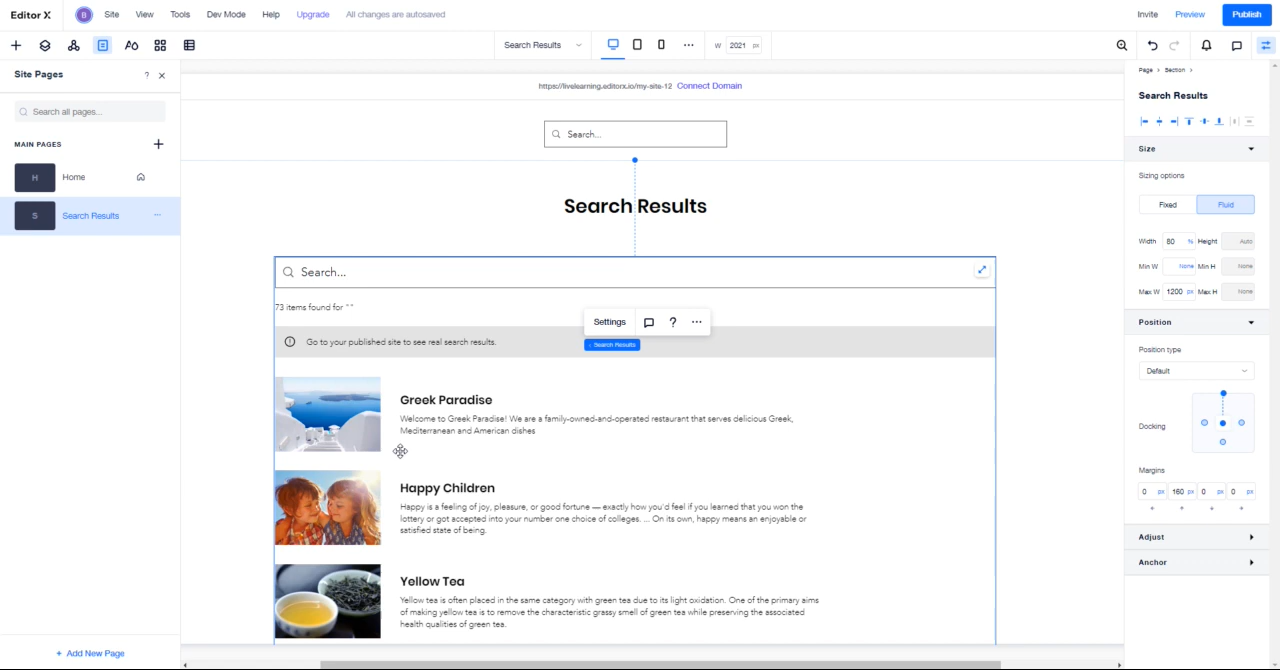 Editor X
B
Site
View
Tools
Dev Mode
Help
Upgrade
All changes are autosaved
Invite
Preview
Publish
Search Results
W 2021 px
Site Pages
?
Search all pages...
MAIN PAGES
H
Home
S
Search Results
+ Add New Page
https://livelearning.editorx.io/my-site-12 Connect Domain
Search...
Search Results
Search...
73 items found for ""
Settings
?
Go to your published site to see real search results.
‹ Search Results
Greek Paradise
Welcome to Greek Paradise! We are a family-owned-and-operated restaurant that serves delicious Greek,
Mediterranean and American dishes
Happy Children
Happy is a feeling of joy, pleasure, or good fortune — exactly how you'd feel if you learned that you won the
lottery or got accepted into your number one choice of colleges. ... On its own, happy means an enjoyable or
satisfied state of being.
Yellow Tea
Yellow tea is often placed in the same category with green tea due to its light oxidation. One of the primary aims
of making yellow tea is to remove the characteristic grassy smell of green tea while preserving the associated
health qualities of green tea.
Page > Section >
Search Results
Size
Sizing options
Fixed
Fluid
Width 80 % Height Auto
Min W None Min H None
Max W 1200 px Max H None
Position
Position type
Default
Docking
Margins
0 px 160 px 0 px 0 px
Adjust
Anchor